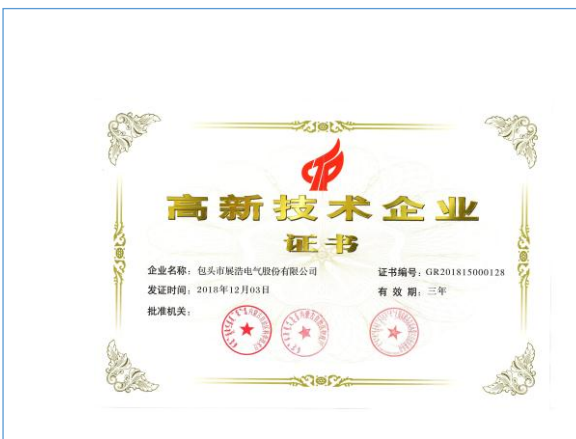 高新技术企业
证书
企业名称：包头市展浩电气股份有限公司
证书编号：GR201815000128
发证时间：2018年12月03日
有 效 期：三年
批准机关：